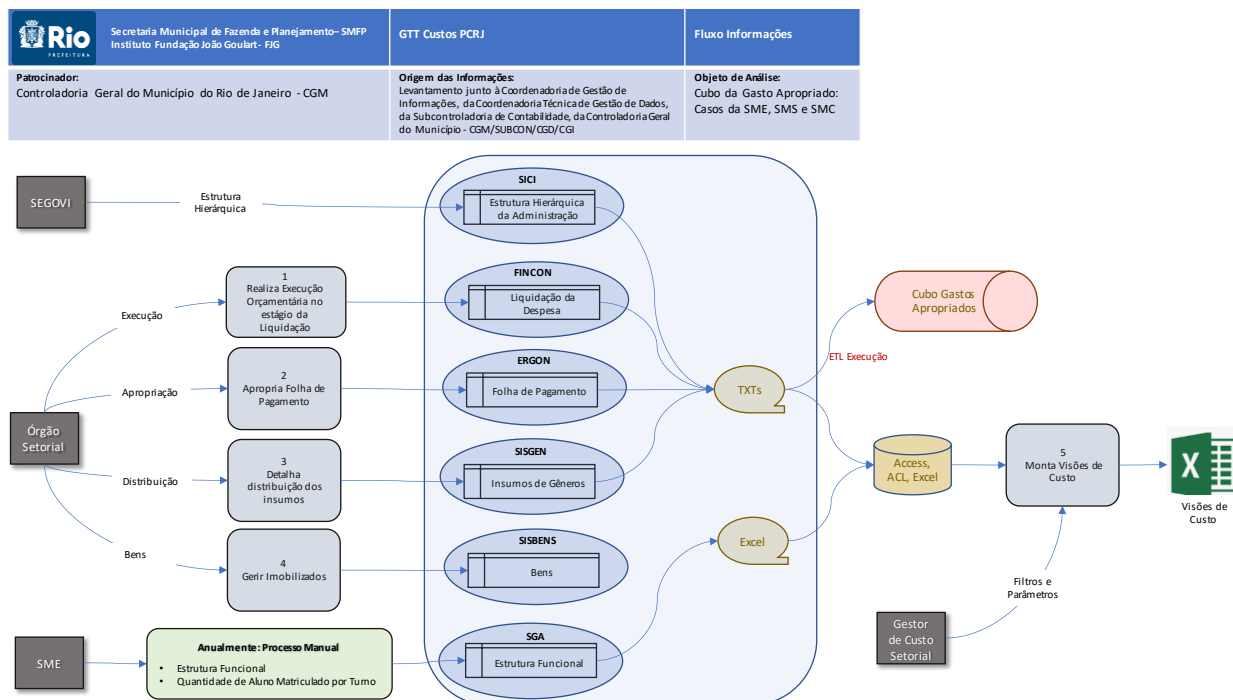 Rio
PREFEITURA
Secretaria Municipal de Fazenda e Planejamento– SMFP
Instituto Fundação João Goulart- FJG
GTT Custos PCRJ
Fluxo Informações
Patrocinador:
Controladoria Geral do Município do Rio de Janeiro - CGM
Origem das Informações:
Levantamento junto à Coordenadoria de Gestão de
Informações, da Coordenadoria Técnica de Gestão de Dados,
da Subcontroladoria de Contabilidade, da Controladoria Geral
do Município - CGM/SUBCON/CGD/CGI
Objeto de Análise:
Cubo da Gasto Apropriado:
Casos da SME, SMS e SMC
SEGOVI
Estrutura
Hierárquica
SICI
Estrutura Hierárquica
da Administração
Execução
1
Realiza Execução
Orçamentária no
estágio da
Liquidação
FINCON
Liquidação da
Despesa
Cubo Gastos
Apropriados
ETL Execução
Apropriação
2
Apropria Folha de
Pagamento
ERGON
Folha de Pagamento
TXTs
Órgão
Setorial
Distribuição
3
Detalha
distribuição dos
insumos
SISGEN
Insumos de Gêneros
Access,
ACL, Excel
5
Monta Visões de
Custo
X
Visões de
Custo
Bens
4
Gerir Imobilizados
SISBENS
Bens
Excel
Filtros e
Parâmetros
Gestor
de Custo
Setorial
SME
Anualmente: Processo Manual
• Estrutura Funcional
• Quantidade de Aluno Matriculado por Turno
SGA
Estrutura Funcional